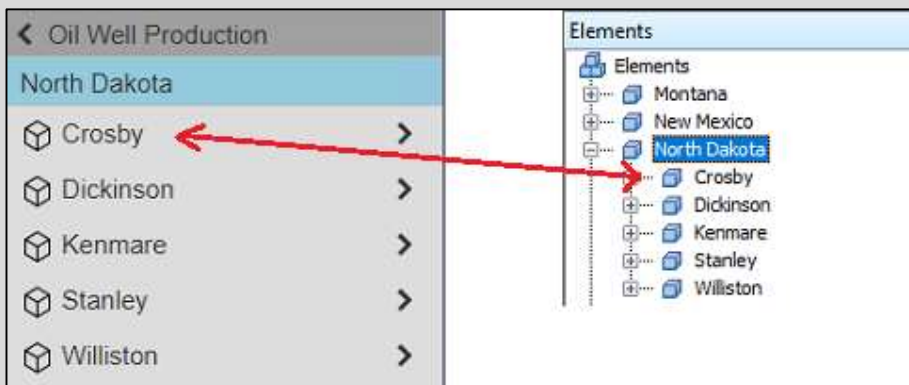 Oil Well Production
North Dakota
Crosby
Dickinson
Kenmare
Stanley
Williston
Elements
Elements
Montana
New Mexico
North Dakota
Crosby
Dickinson
Kenmare
Stanley
Williston